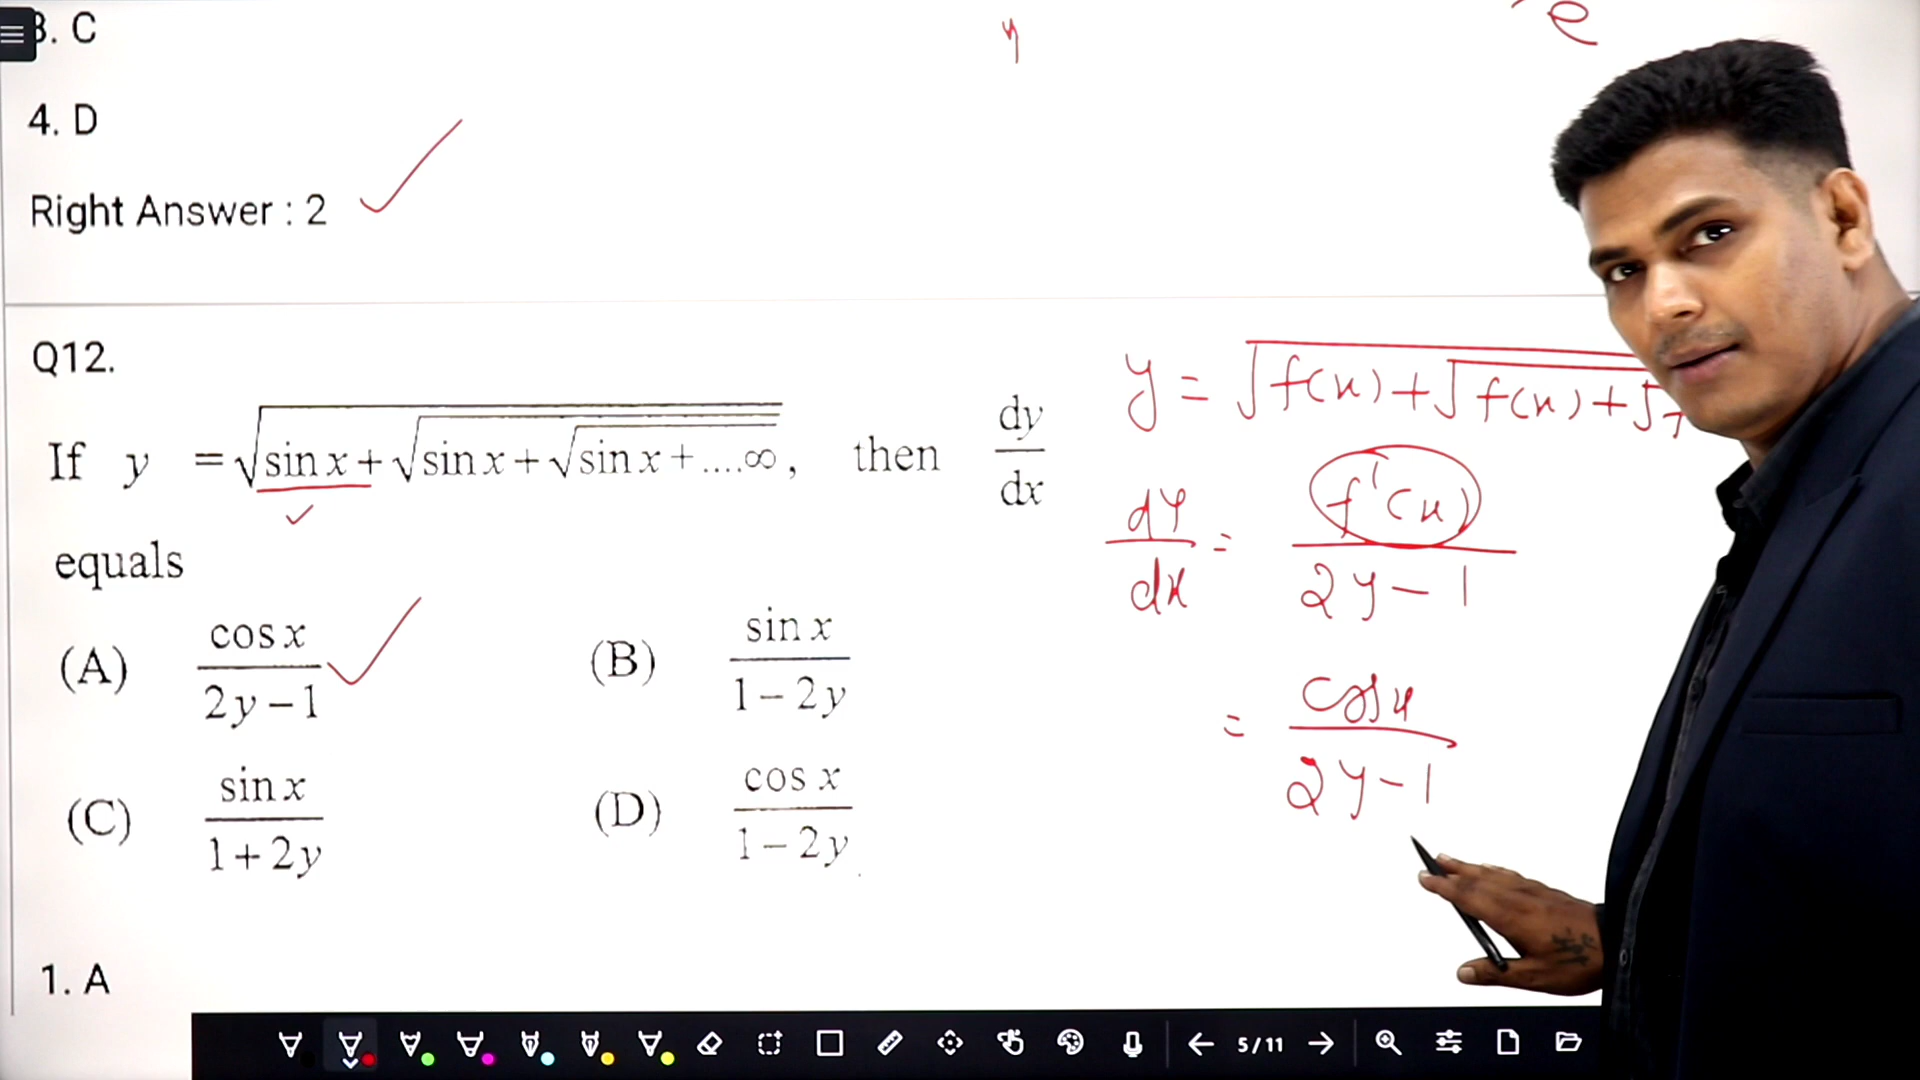 3. C
4. D
Right Answer : 2
Q12.
If y = √(sin x + √(sin x + √(sin x + ....∞, then dy/dx
equals
(A) cos x / 2y − 1 (B) sin x / 1 − 2y
(C) sin x / 1 + 2y (D) cos x / 1 − 2y
1. A
y = √f(x) + √f(x) + √
dy/dx = f'(x) / 2y − 1
= cosx / 2y − 1
5/11